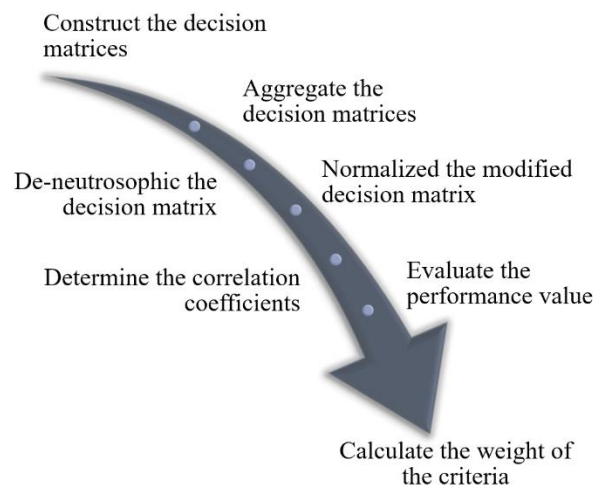 Construct the decision
matrices
Aggregate the
decision matrices
De-neutrosophic the
decision matrix
Normalized the modified
decision matrix
Determine the correlation
coefficients
Evaluate the
performance value
Calculate the weight of
the criteria